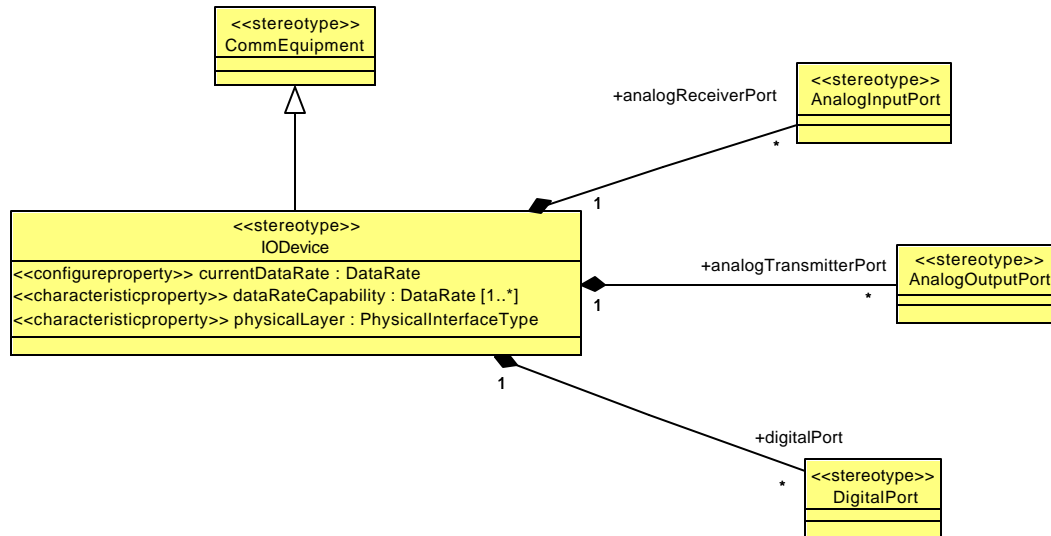 <<stereotype>>
CommEquipment
<<stereotype>>
AnalogInputPort
+analogReceiverPort
*
1
<<stereotype>>
IODevice
<<configureproperty>> currentDataRate : DataRate
<<characteristicproperty>> dataRateCapability : DataRate [1..*]
<<characteristicproperty>> physicalLayer : PhysicalInterfaceType
+analogTransmitterPort
1
*
<<stereotype>>
AnalogOutputPort
1
+digitalPort
*
<<stereotype>>
DigitalPort